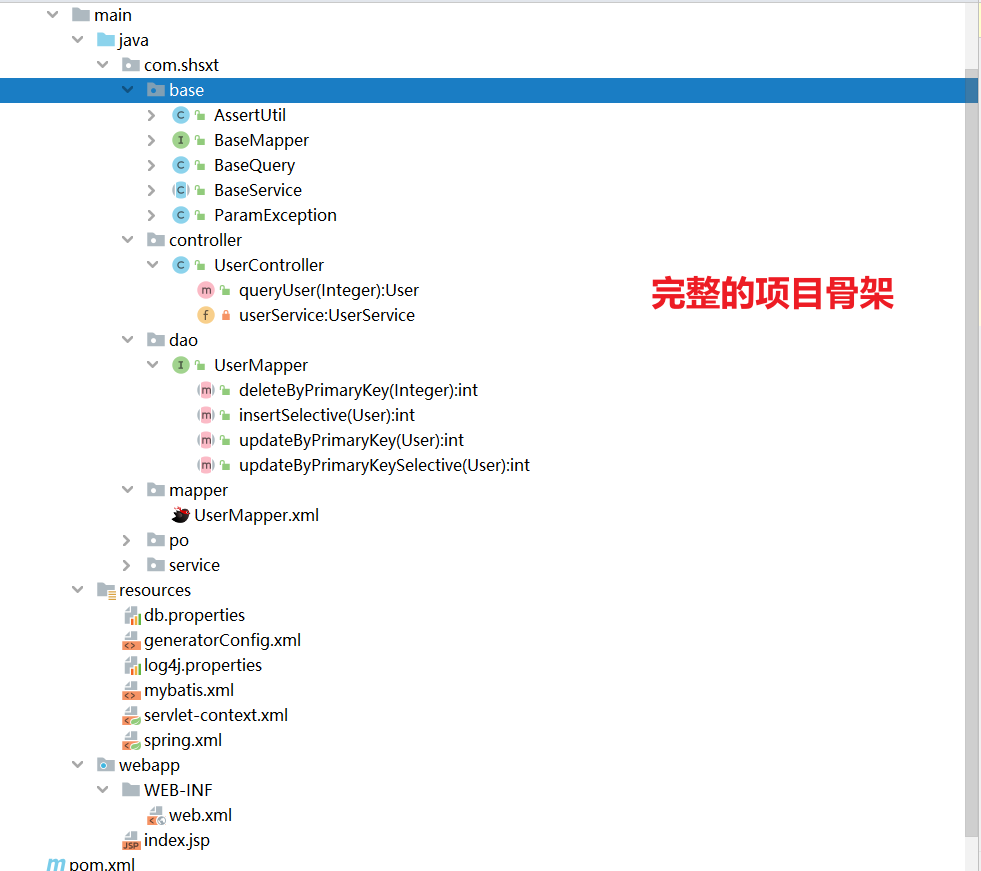 main
java
com.shsxt
base
AssertUtil
BaseMapper
BaseQuery
BaseService
ParamException
controller
UserController
queryUser(Integer):User
完整的项目骨架
userService:UserService
dao
UserMapper
deleteByPrimaryKey(Integer):int
insertSelective(User):int
updateByPrimaryKey(User):int
updateByPrimaryKeySelective(User):int
mapper
UserMapper.xml
po
service
resources
db.properties
generatorConfig.xml
log4j.properties
mybatis.xml
servlet-context.xml
spring.xml
webapp
WEB-INF
web.xml
index.jsp
pom.xml